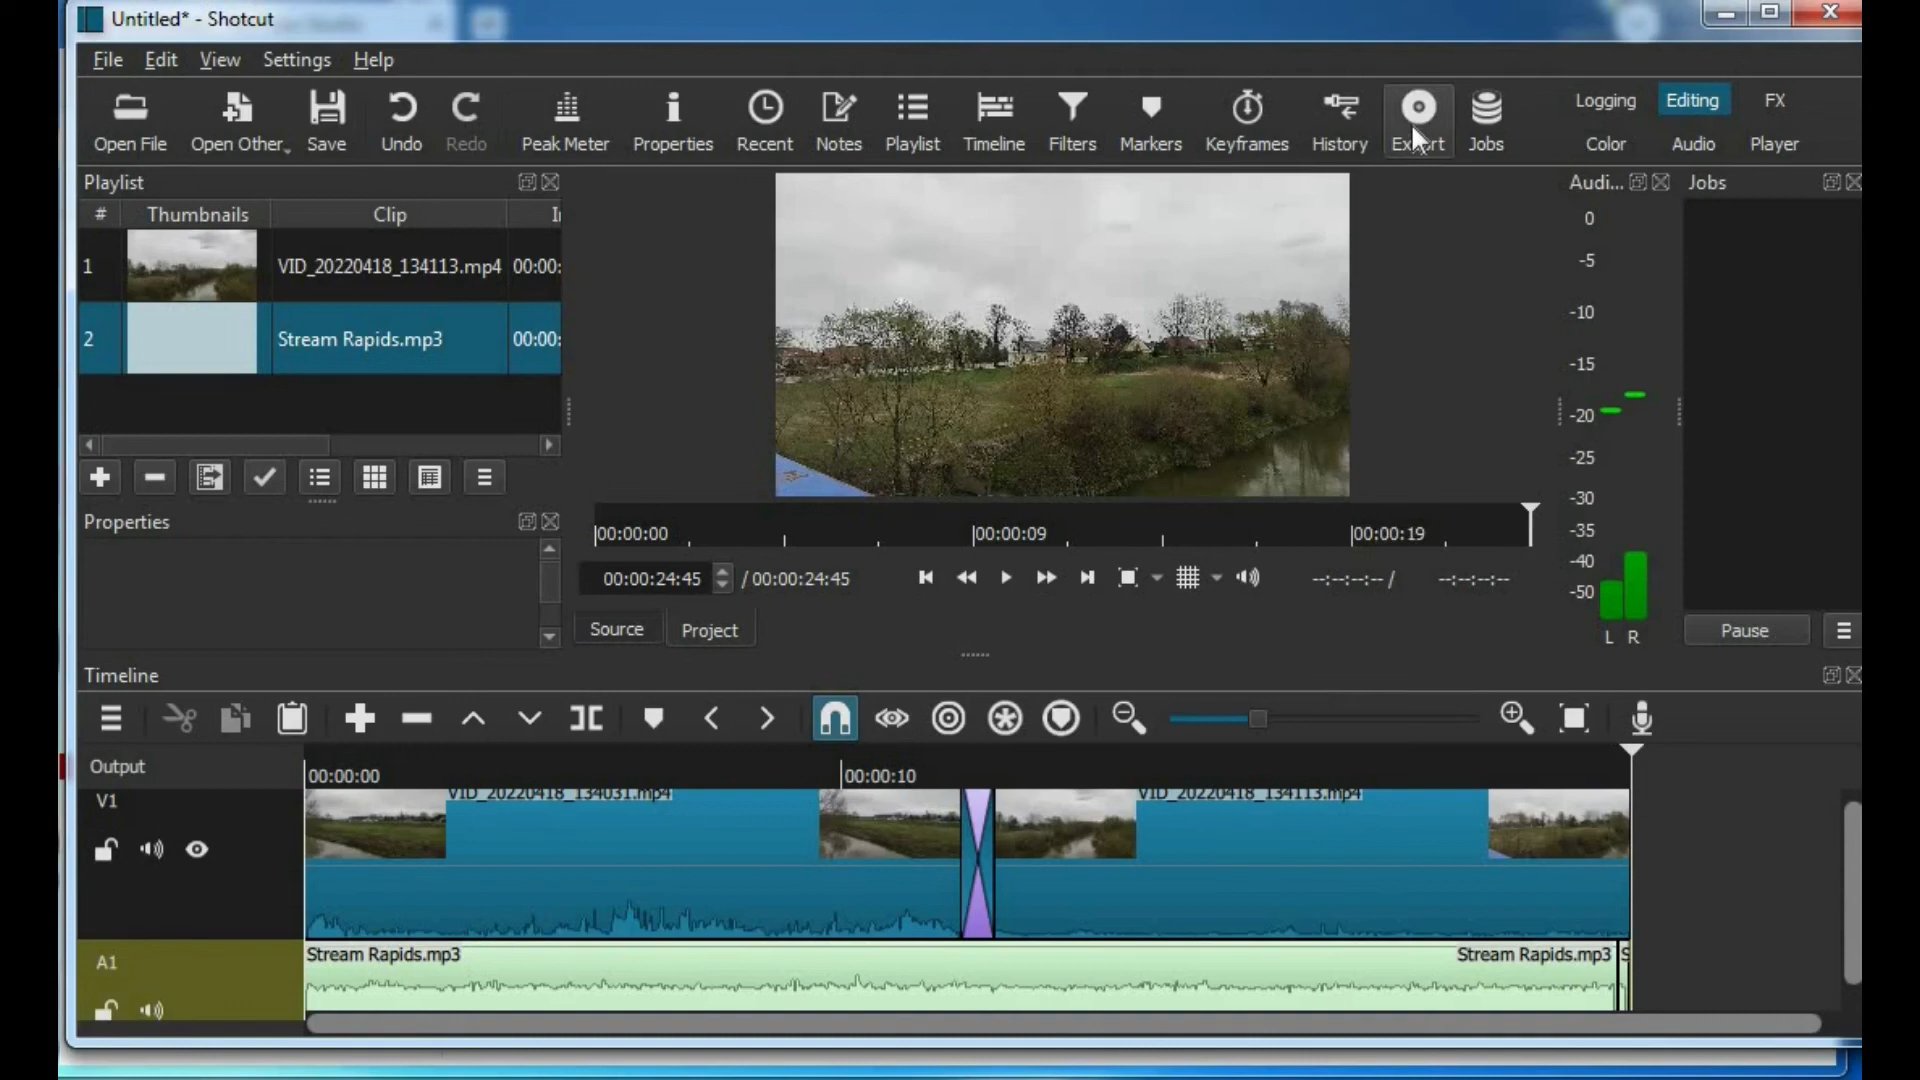 Untitled* - Shotcut
File Edit View Settings Help
Open File Open Other Save Undo Redo Peak Meter Properties Recent Notes Playlist Timeline Filters Markers Keyframes History Export Jobs
Logging Editing FX
Color Audio Player
Playlist
# Thumbnails Clip
1 VID_20220418_134113.mp4 00:00:
2 Stream Rapids.mp3 00:00:
Properties
00:00:00 00:00:09 00:00:19
00:00:24:45 / 00:00:24:45 --:--:--:-- / --:--:--:--
Source Project
Audi...
0
-5
-10
-15
-20
-25
-30
-35
-40
-50
L R
Jobs
Pause
Timeline
Output
00:00:00 00:00:10
V1
VID_20220418_134031.mp4 VID_20220418_134113.mp4
A1
Stream Rapids.mp3 Stream Rapids.mp3 S